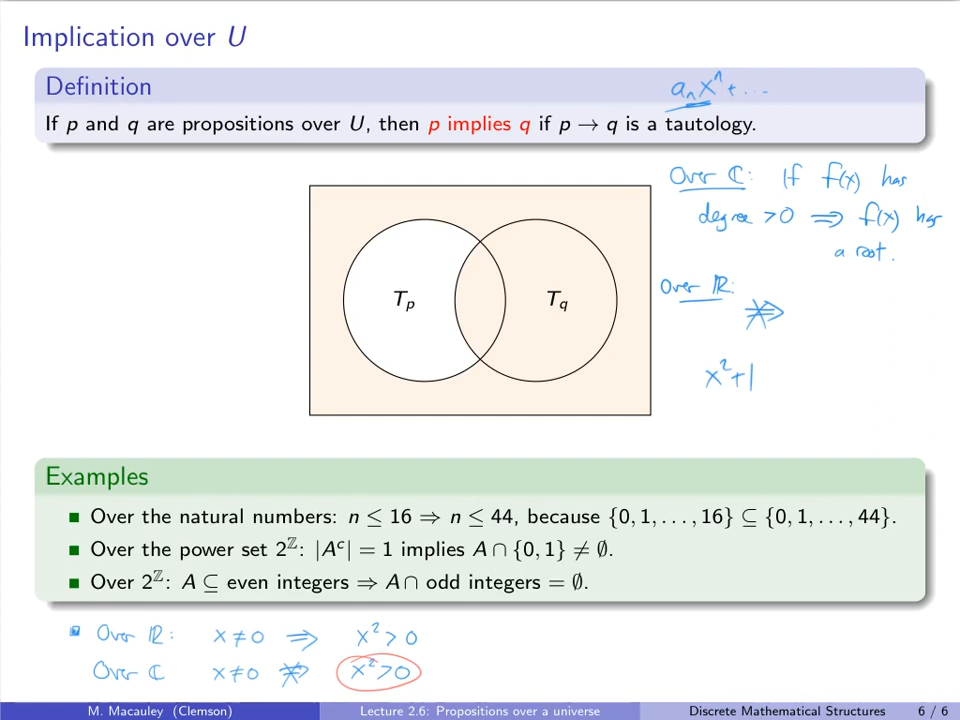 Implication over U
Definition
aₙxⁿ + ...
If p and q are propositions over U, then p implies q if p → q is a tautology.
Over ℂ: If f(x) has
degree >0 ⟹ f(x) has
a root.
Tp
Tq
Over ℝ:
⇏
x²+1
Examples
■ Over the natural numbers: n ≤ 16 ⇒ n ≤ 44, because {0, 1, . . . , 16} ⊆ {0, 1, . . . , 44}.
■ Over the power set 2^ℤ: |Aᶜ| = 1 implies A ∩ {0, 1} ≠ ∅.
■ Over 2^ℤ: A ⊆ even integers ⇒ A ∩ odd integers = ∅.
■ Over ℝ: x≠0 ⟹ x²>0
Over ℂ x≠0 ⇏ x²>0
M. Macauley (Clemson) Lecture 2.6: Propositions over a universe Discrete Mathematical Structures 6 / 6